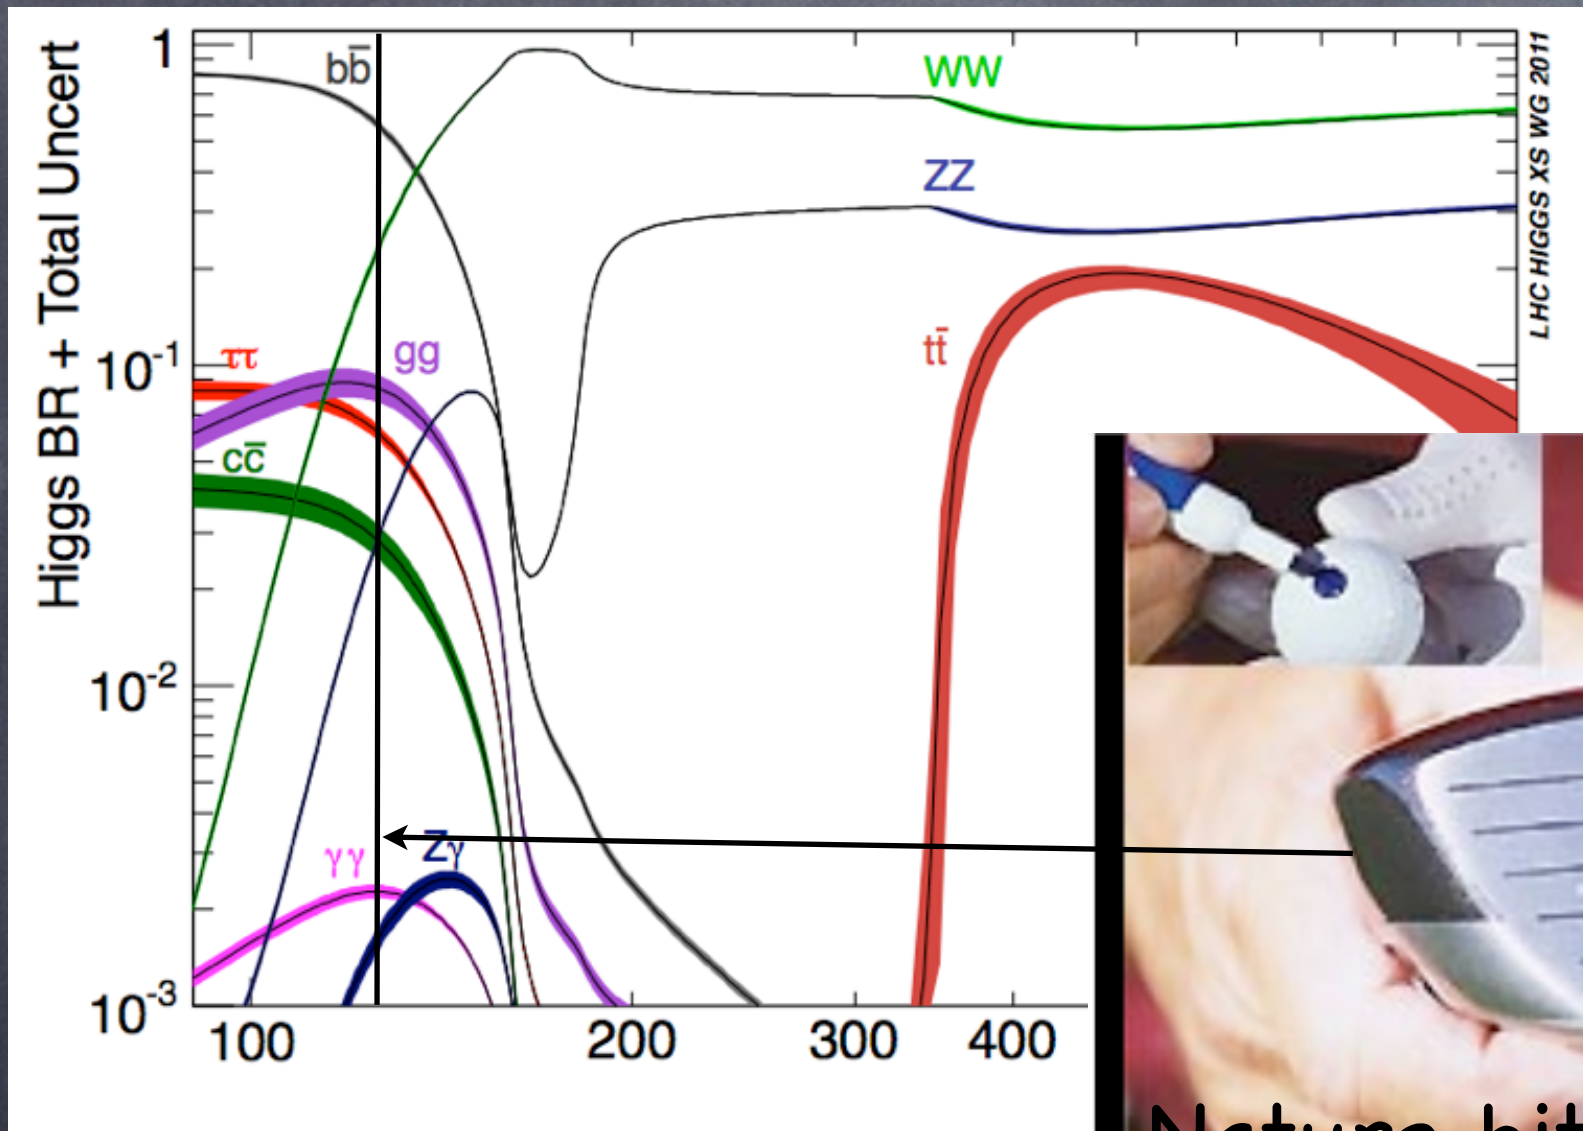 Higgs BR + Total Uncert
LHC HIGGS XS WG 2011
1
10-1
10-2
10-3
bb̄
WW
ZZ
ττ
gg
tt̄
cc̄
γγ
Zγ
100
200
300
400
Nature